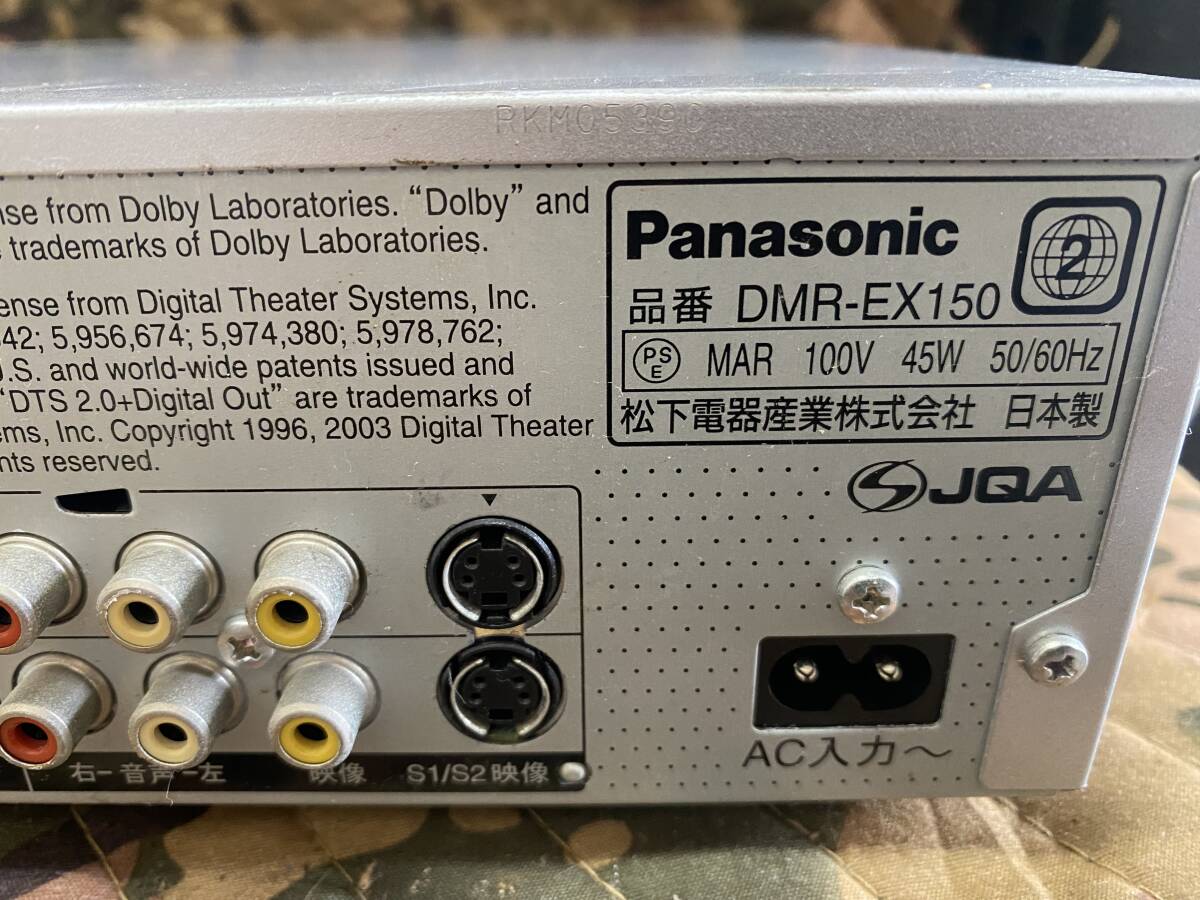 RKM0539C
nse from Dolby Laboratories. “Dolby” and
trademarks of Dolby Laboratories.
ense from Digital Theater Systems, Inc.
42; 5,956,674; 5,974,380; 5,978,762;
U.S. and world-wide patents issued and
“DTS 2.0+Digital Out” are trademarks of
ems, Inc. Copyright 1996, 2003 Digital Theater
nts reserved.
Panasonic
2
品番 DMR-EX150
PSE MAR 100V 45W 50/60Hz
松下電器産業株式会社 日本製
JQA
AC入力～
右－音声－左 映像 S1/S2 映像